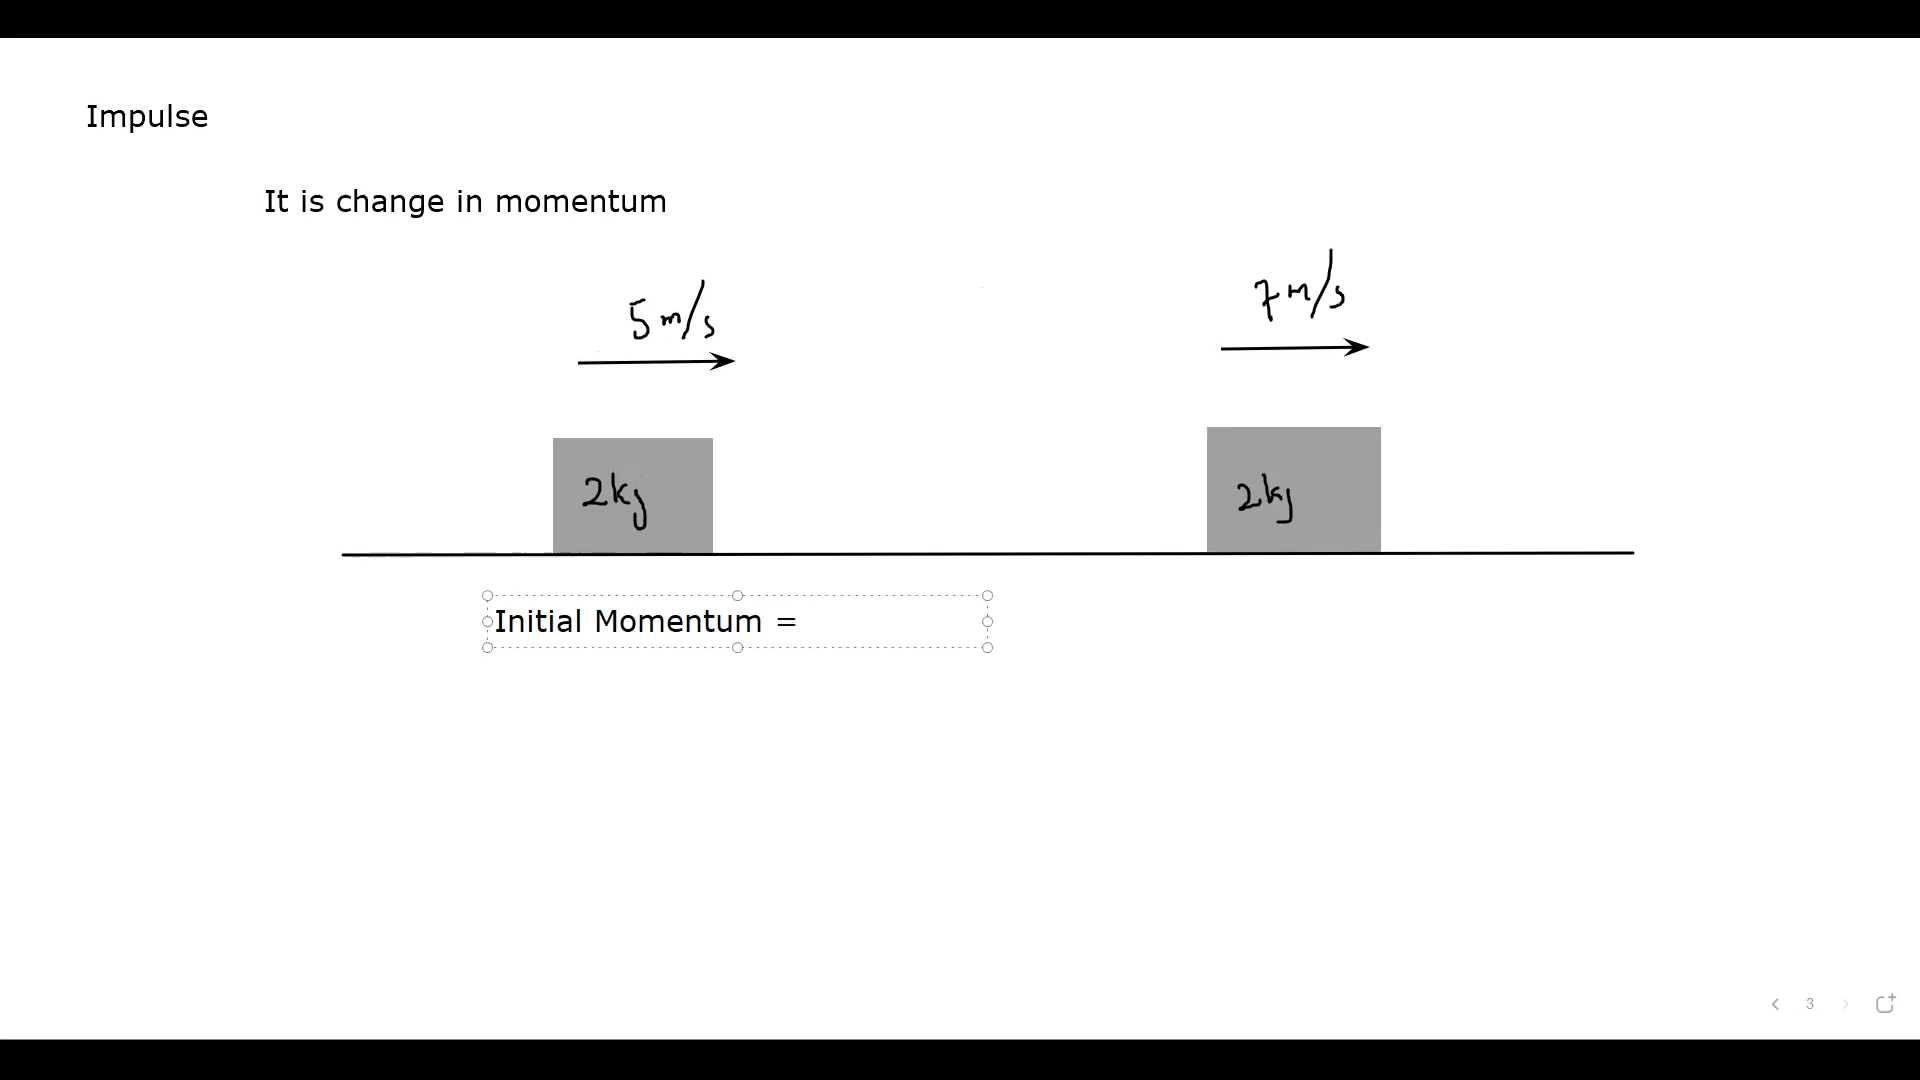 Impulse
It is change in momentum
5 m/s
7 m/s
2kg
2kg
Initial Momentum =
3